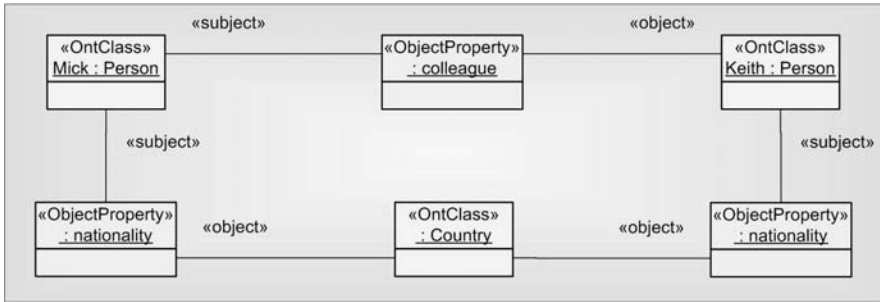 «subject»
«object»
«OntClass»
Mick : Person
«ObjectProperty»
: colleague
«OntClass»
Keith : Person
«subject»
«subject»
«ObjectProperty»
: nationality
«object»
«OntClass»
: Country
«object»
«ObjectProperty»
: nationality